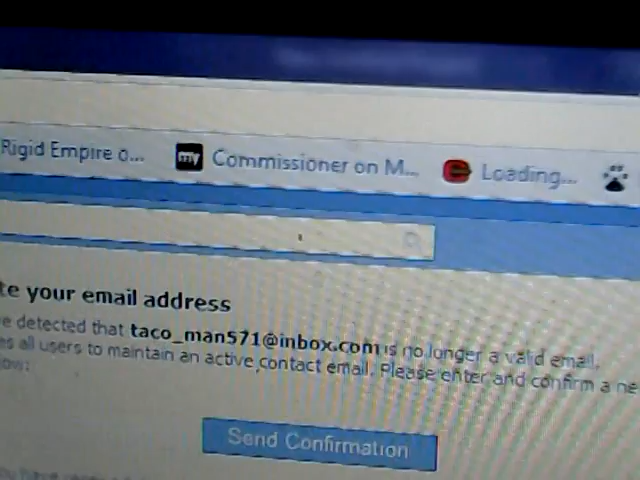 Rigid Empire o... my Commissioner on M... Loading...
te your email address
e detected that taco_man571@inbox.com is no longer a valid email.
es all users to maintain an active contact email. Please enter and confirm a ne
low:
Send Confirmation